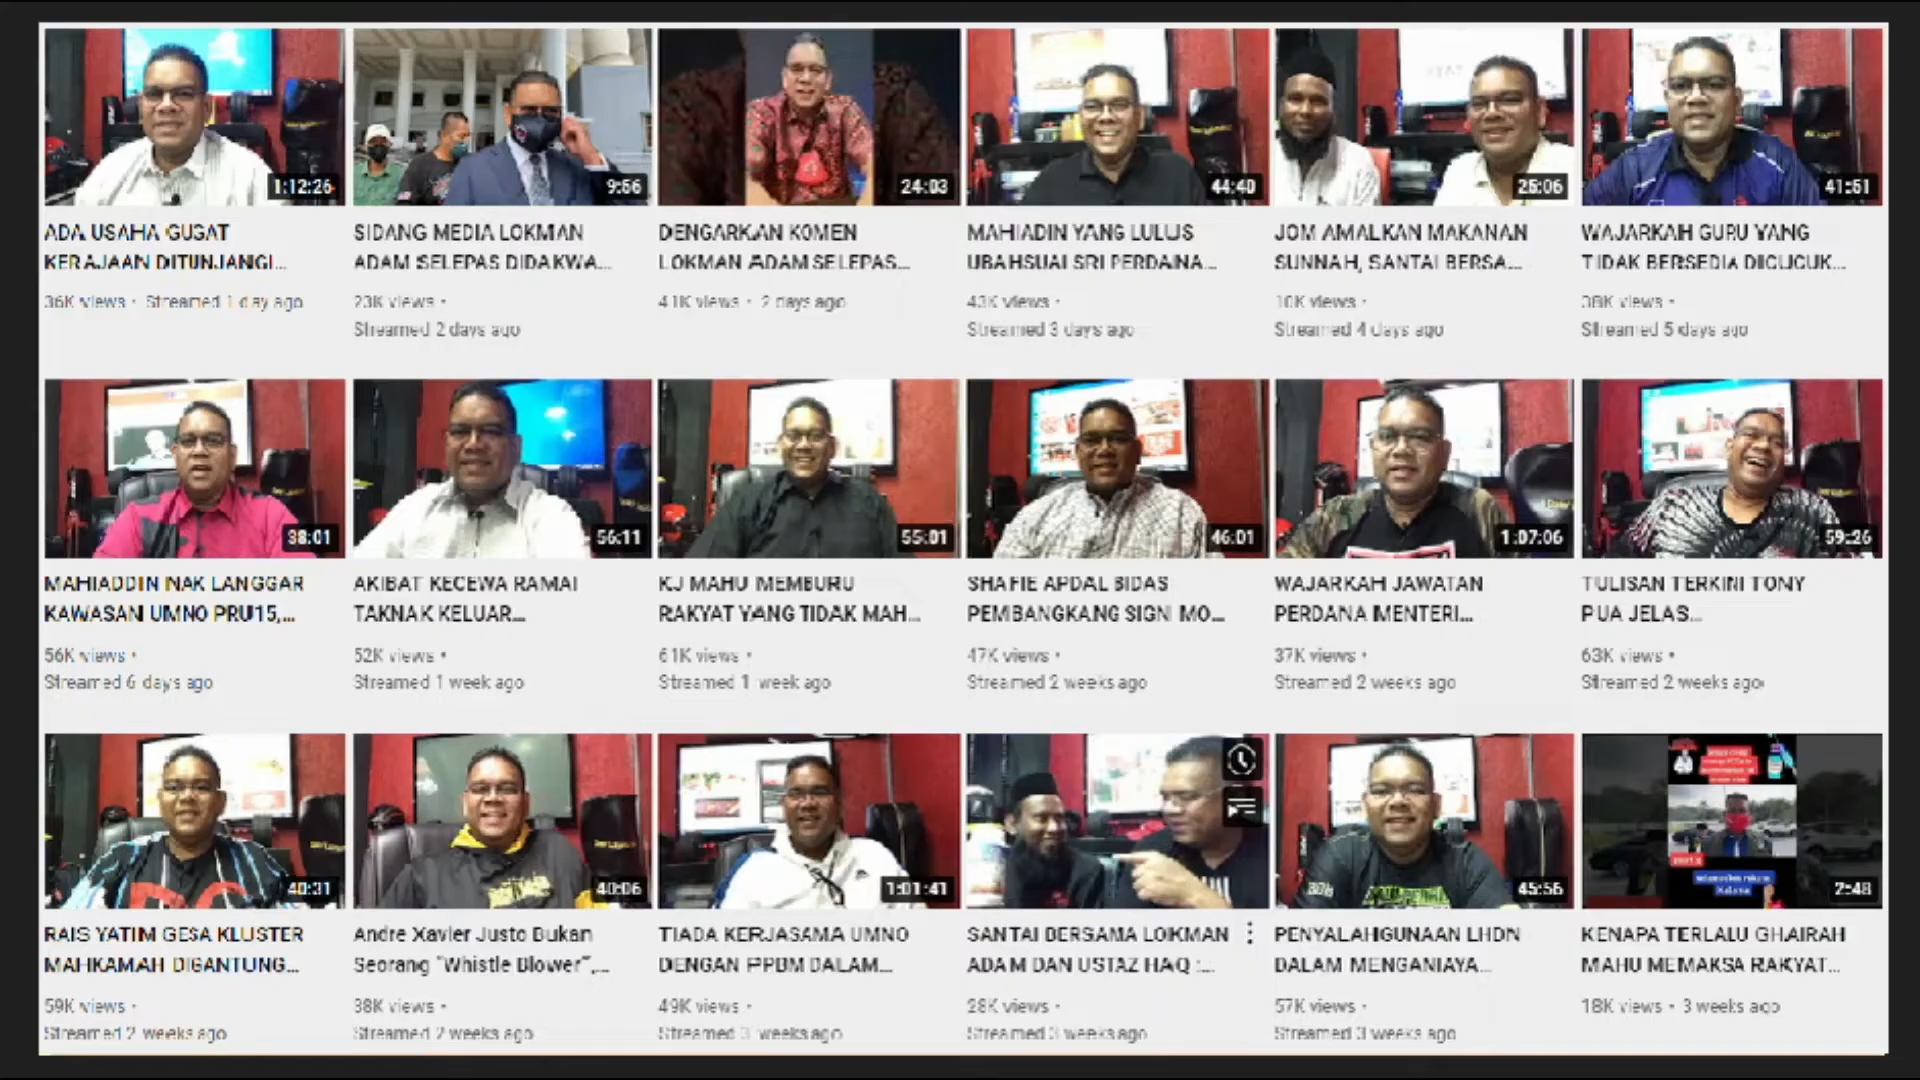 1:12:26
9:56
24:03
44:40
25:06
41:51
ADA USAHA GUGAT
KERAJAAN DITUNJANGI...
36K views • Streamed 1 day ago
SIDANG MEDIA LOKMAN
ADAM SELEPAS DIDAKWA...
23K views •
Streamed 2 days ago
DENGARKAN KOMEN
LOKMAN ADAM SELEPAS...
41K views • 2 days ago
MAHIADIN YANG LULUS
UBAHSUAI SRI PERDANA...
43K views •
Streamed 3 days ago
JOM AMALKAN MAKANAN
SUNNAH, SANTAI BERSA...
10K views •
Streamed 4 days ago
WAJARKAH GURU YANG
TIDAK BERSEDIA DICUCUK...
38K views •
Streamed 5 days ago
38:01
56:11
55:01
46:01
1:07:06
59:26
MAHIADDIN NAK LANGGAR
KAWASAN UMNO PRU15,...
56K views •
Streamed 6 days ago
AKIBAT KECEWA RAMAI
TAKNAK KELUAR...
52K views •
Streamed 1 week ago
KJ MAHU MEMBURU
RAKYAT YANG TIDAK MAH...
61K views •
Streamed 1 week ago
SHAFIE APDAL BIDAS
PEMBANGKANG SIGN MO...
47K views •
Streamed 2 weeks ago
WAJARKAH JAWATAN
PERDANA MENTERI...
37K views •
Streamed 2 weeks ago
TULISAN TERKINI TONY
PUA JELAS...
63K views •
Streamed 2 weeks ago
40:31
40:06
1:01:41
45:56
2:48
RAIS YATIM GESA KLUSTER
MAHKAMAH DIGANTUNG...
59K views •
Streamed 2 weeks ago
Andre Xavier Justo Bukan
Seorang "Whistle Blower",...
38K views •
Streamed 2 weeks ago
TIADA KERJASAMA UMNO
DENGAN PPBM DALAM...
49K views •
Streamed 3 weeks ago
SANTAI BERSAMA LOKMAN
ADAM DAN USTAZ HAQ :...
28K views •
Streamed 3 weeks ago
PENYALAHGUNAAN LHDN
DALAM MENGANIAYA...
57K views •
Streamed 3 weeks ago
KENAPA TERLALU GHAIRAH
MAHU MEMAKSA RAKYAT...
18K views • 3 weeks ago